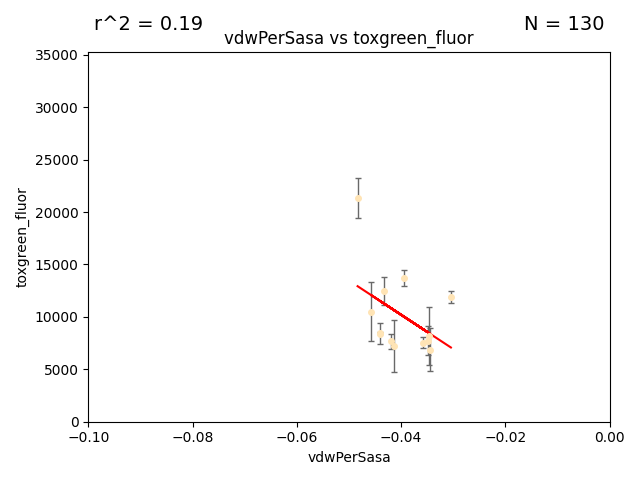 r^2 = 0.19
N = 130
vdwPerSasa vs toxgreen_fluor
35000
30000
25000
20000
15000
10000
5000
0
toxgreen_fluor
−0.10
−0.08
−0.06
−0.04
−0.02
0.00
vdwPerSasa